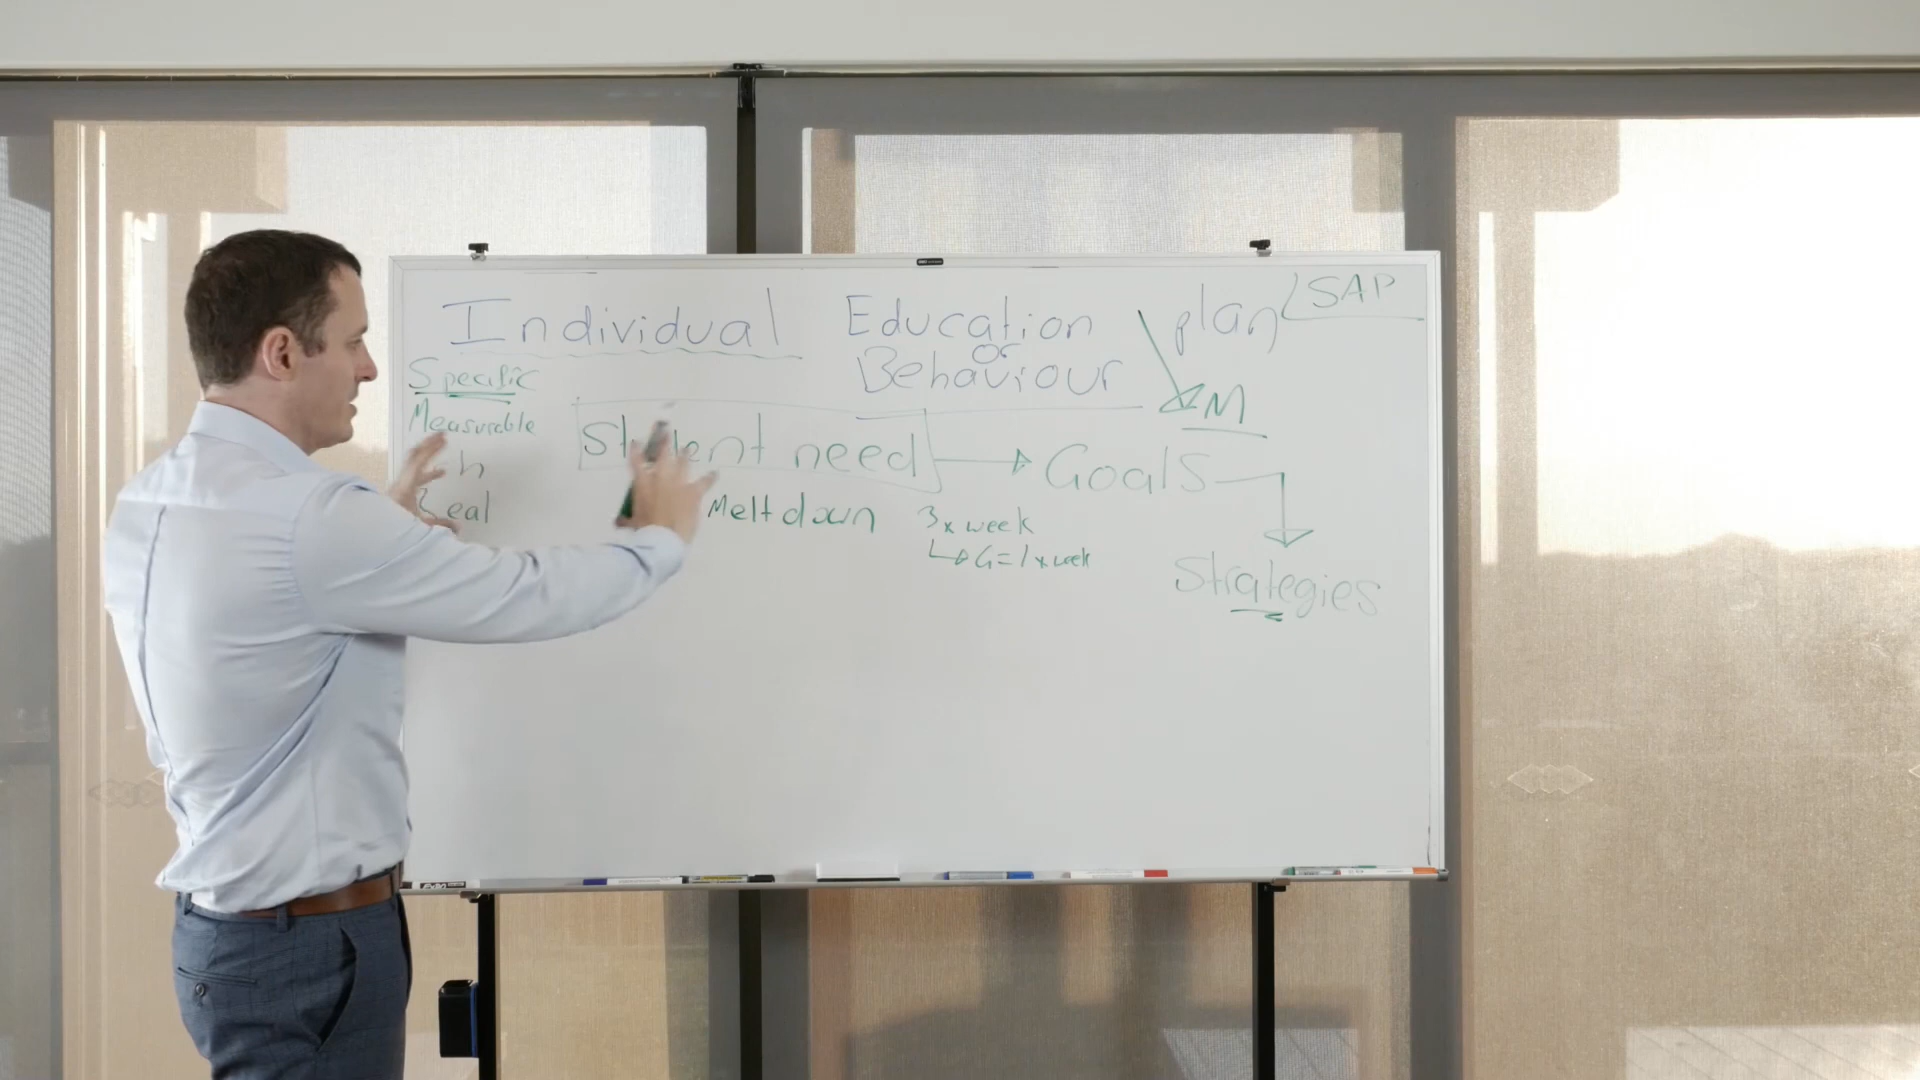 Individual Education plan SAP
or
Behaviour
Specific
Measurable
M
Student need
Goals
Real
Meltdown
3x week
G=1x week
Strategies